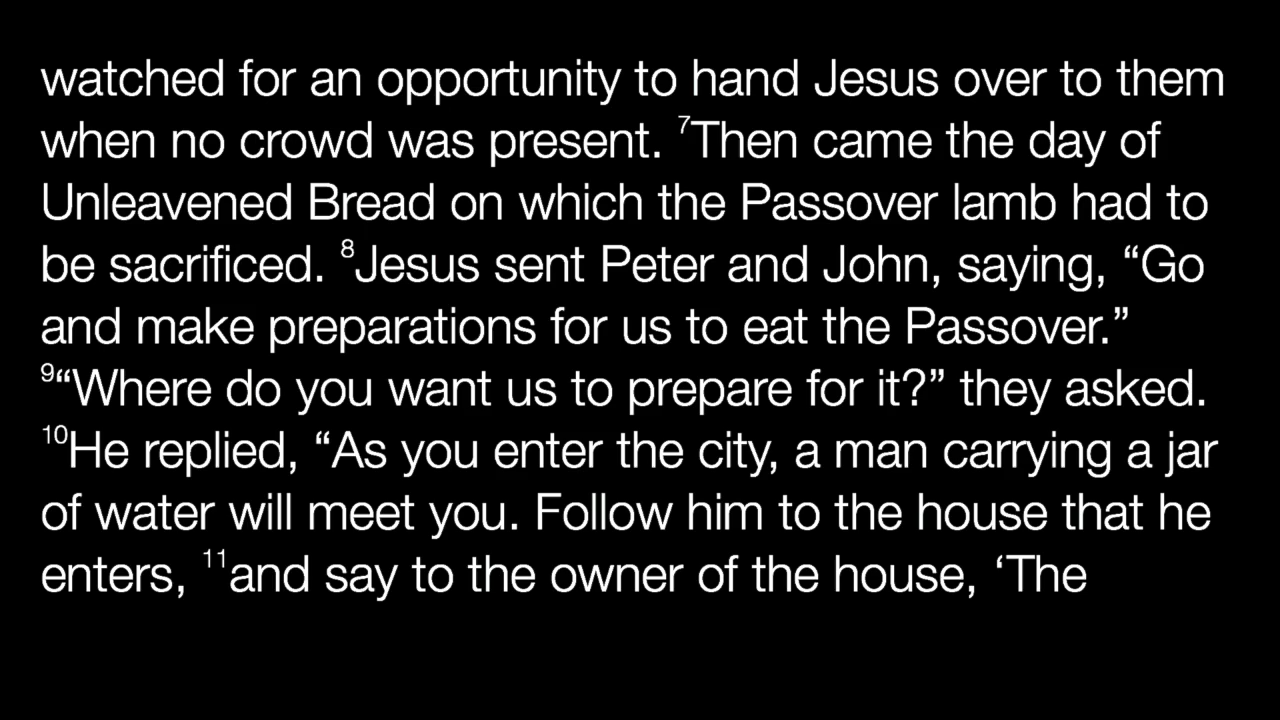 watched for an opportunity to hand Jesus over to them
when no crowd was present. ⁷Then came the day of
Unleavened Bread on which the Passover lamb had to
be sacrificed. ⁸Jesus sent Peter and John, saying, “Go
and make preparations for us to eat the Passover.”
⁹“Where do you want us to prepare for it?” they asked.
¹⁰He replied, “As you enter the city, a man carrying a jar
of water will meet you. Follow him to the house that he
enters, ¹¹and say to the owner of the house, ‘The